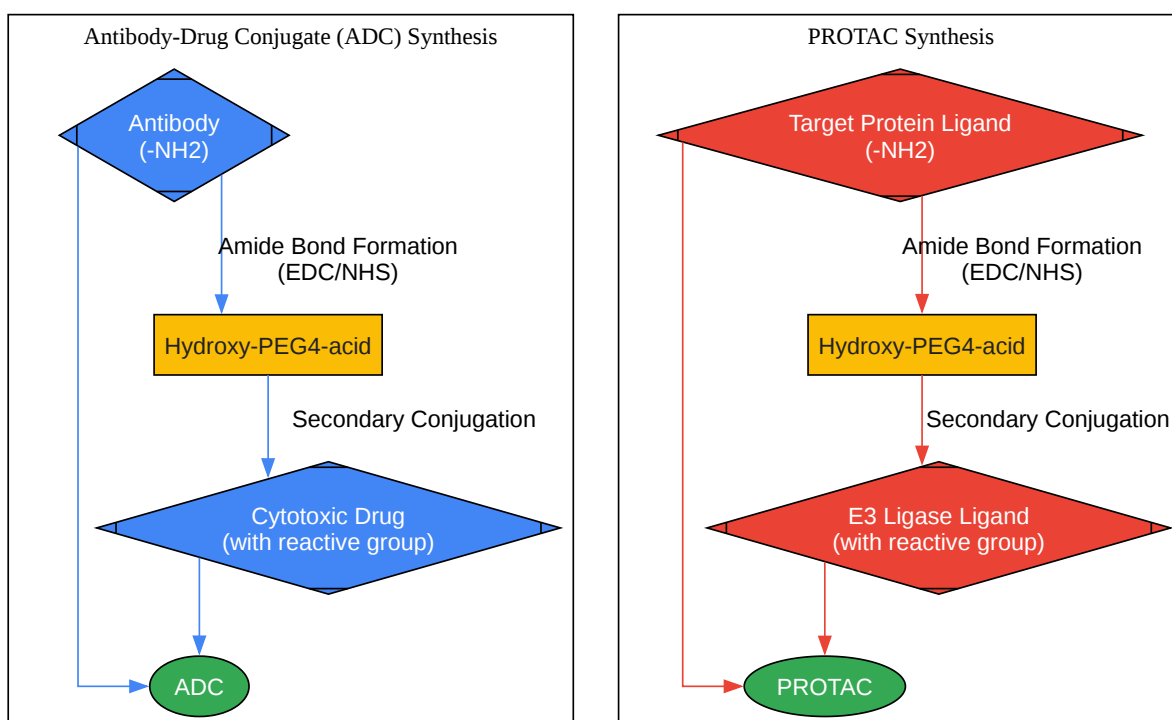 Antibody-Drug Conjugate (ADC) Synthesis
Antibody
(-NH2)
Amide Bond Formation
(EDC/NHS)
Hydroxy-PEG4-acid
Secondary Conjugation
Cytotoxic Drug
(with reactive group)
ADC
PROTAC Synthesis
Target Protein Ligand
(-NH2)
Amide Bond Formation
(EDC/NHS)
Hydroxy-PEG4-acid
Secondary Conjugation
E3 Ligase Ligand
(with reactive group)
PROTAC